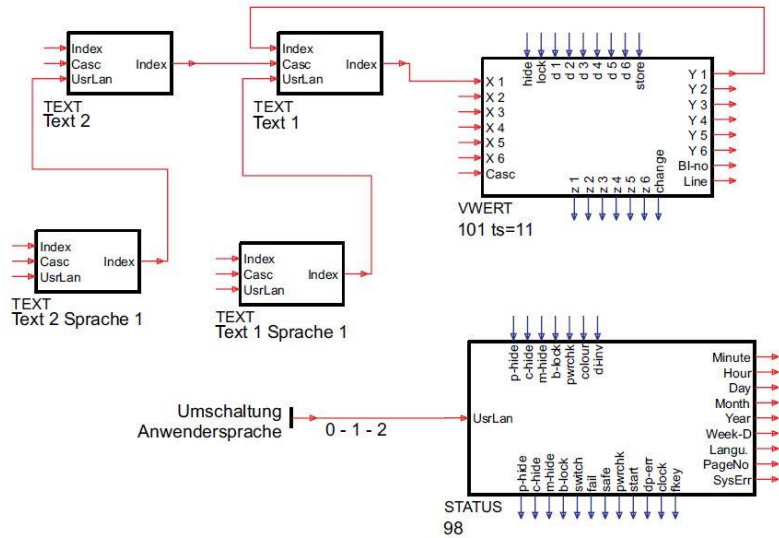 Index
Casc
UsrLan
Index
TEXT
Text 2
Index
Casc
UsrLan
Index
TEXT
Text 1
hide
lock
d 1
d 2
d 3
d 4
d 5
d 6
store
X 1
X 2
X 3
X 4
X 5
X 6
Casc
Y 1
Y 2
Y 3
Y 4
Y 5
Y 6
BI-no
Line
z 1
z 2
z 3
z 4
z 5
z 6
change
VWERT
101 ts=11
Index
Casc
UsrLan
Index
TEXT
Text 2 Sprache 1
Index
Casc
UsrLan
Index
TEXT
Text 1 Sprache 1
p-hide
c-hide
m-hide
b-lock
pwrchk
colour
di-inv
Umschaltung
Anwendersprache
0 - 1 - 2
UsrLan
Minute
Hour
Day
Month
Year
Week-D
Langu.
PageNo
SysErr
p-hide
c-hide
m-hide
b-lock
switch
fail
safe
pwrchk
start
dp-err
clock
fkey
STATUS
98